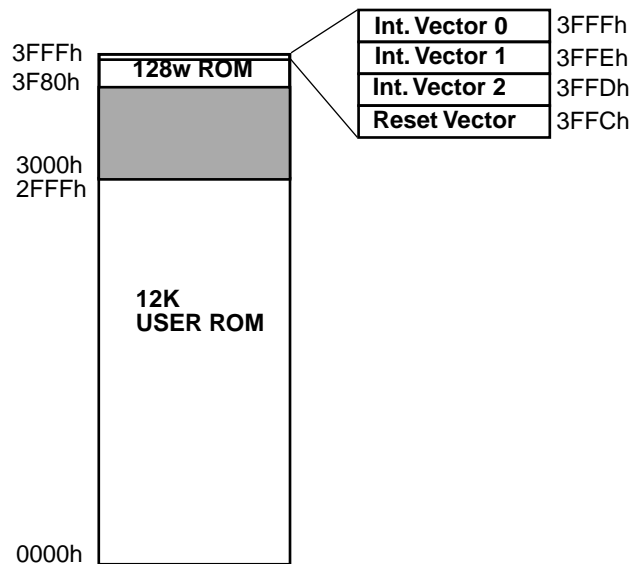 3FFFh
3F80h
3000h
2FFFh
0000h
128w ROM
12K
USER ROM
Int. Vector 0 3FFFh
Int. Vector 1 3FFEh
Int. Vector 2 3FFDh
Reset Vector 3FFCh